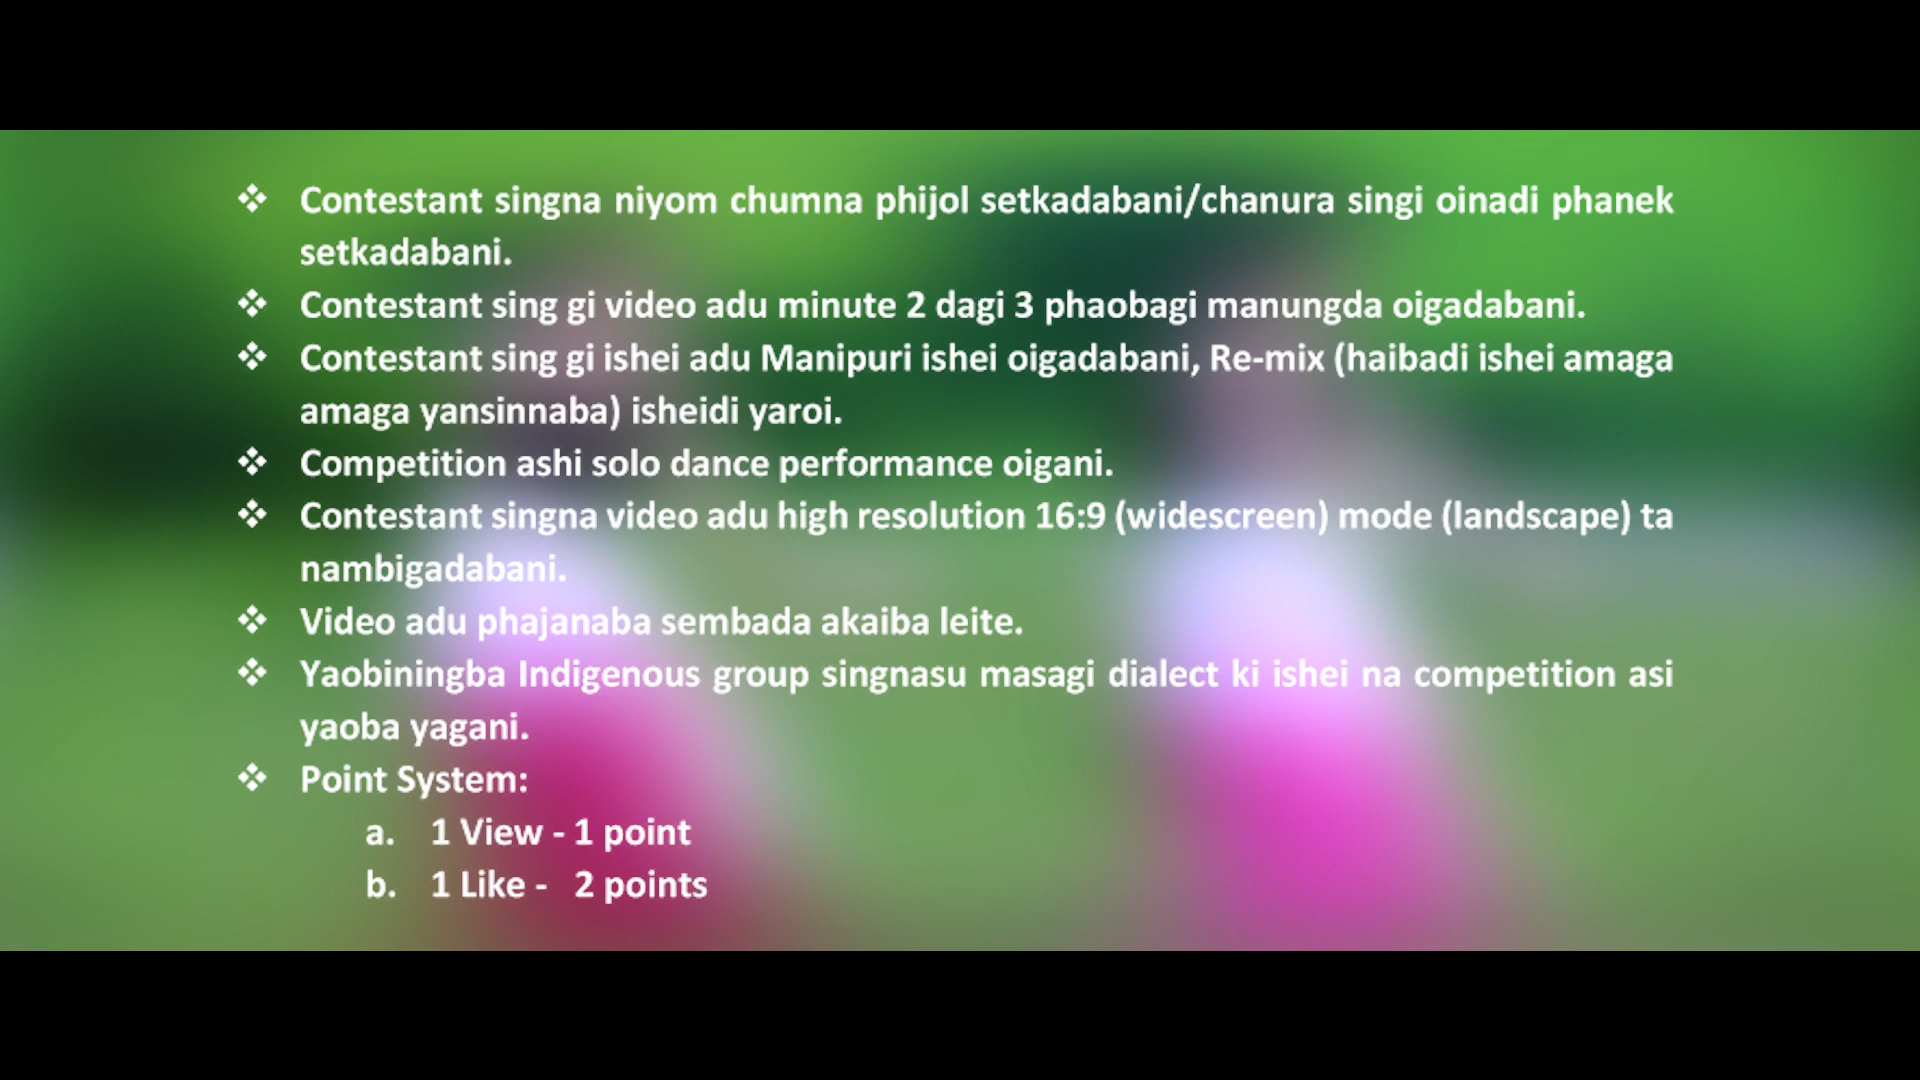 ❖ Contestant singna niyom chumna phijol setkadabani/chanura singi oinadi phanek
setkadabani.
❖ Contestant sing gi video adu minute 2 dagi 3 phaobagi manungda oigadabani.
❖ Contestant sing gi ishei adu Manipuri ishei oigadabani, Re-mix (haibadi ishei amaga
amaga yansinnaba) isheidi yaroi.
❖ Competition ashi solo dance performance oigani.
❖ Contestant singna video adu high resolution 16:9 (widescreen) mode (landscape) ta
nambigadabani.
❖ Video adu phajanaba sembada akaiba leite.
❖ Yaobiningba Indigenous group singnasu masagi dialect ki ishei na competition asi
yaoba yagani.
❖ Point System:
a. 1 View - 1 point
b. 1 Like - 2 points